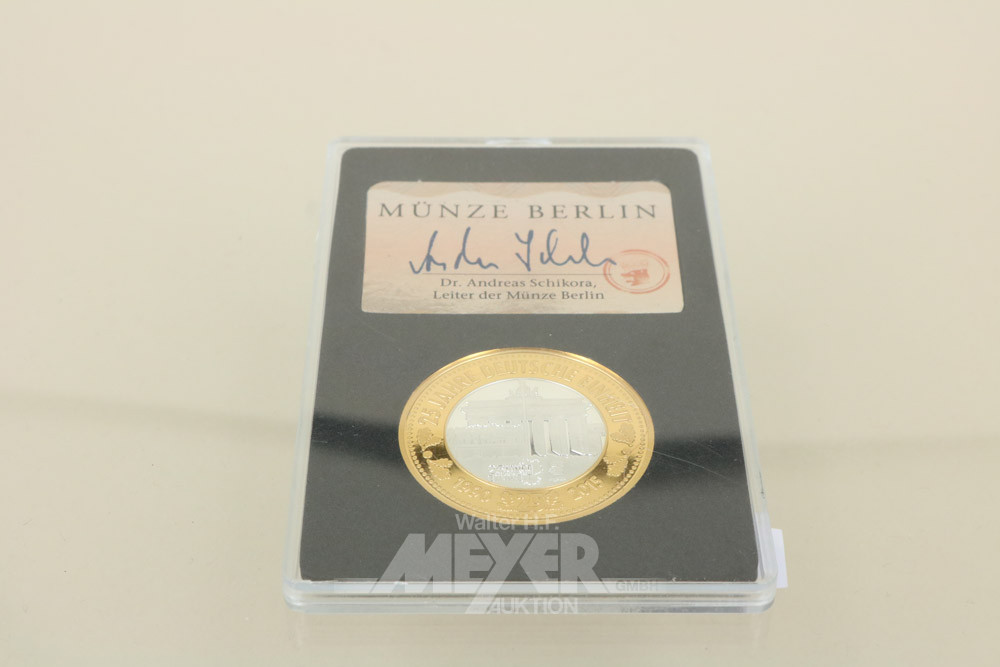 MÜNZE BERLIN
Dr. Andreas Schikora,
Leiter der Münze Berlin
25 JAHRE DEUTSCHE EINHEIT
1990 2015
Walter H.F.
MEYER
GMBH
AUKTION